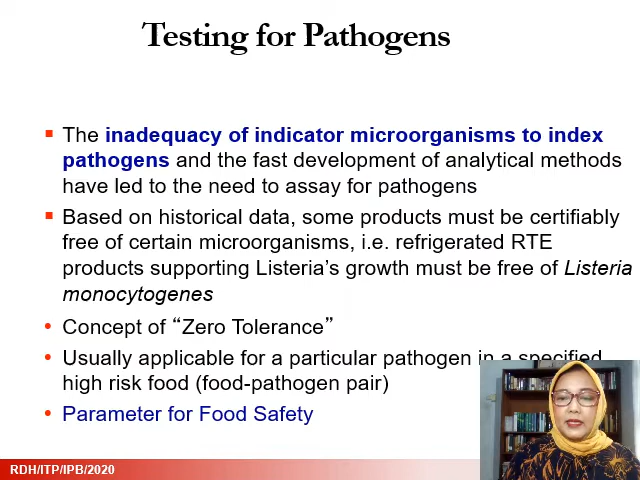 Testing for Pathogens
The inadequacy of indicator microorganisms to index
pathogens and the fast development of analytical methods
have led to the need to assay for pathogens
Based on historical data, some products must be certifiably
free of certain microorganisms, i.e. refrigerated RTE
products supporting Listeria's growth must be free of Listeria
monocytogenes
Concept of “Zero Tolerance”
Usually applicable for a particular pathogen in a specified
high risk food (food-pathogen pair)
Parameter for Food Safety
RDH/ITP/IPB/2020